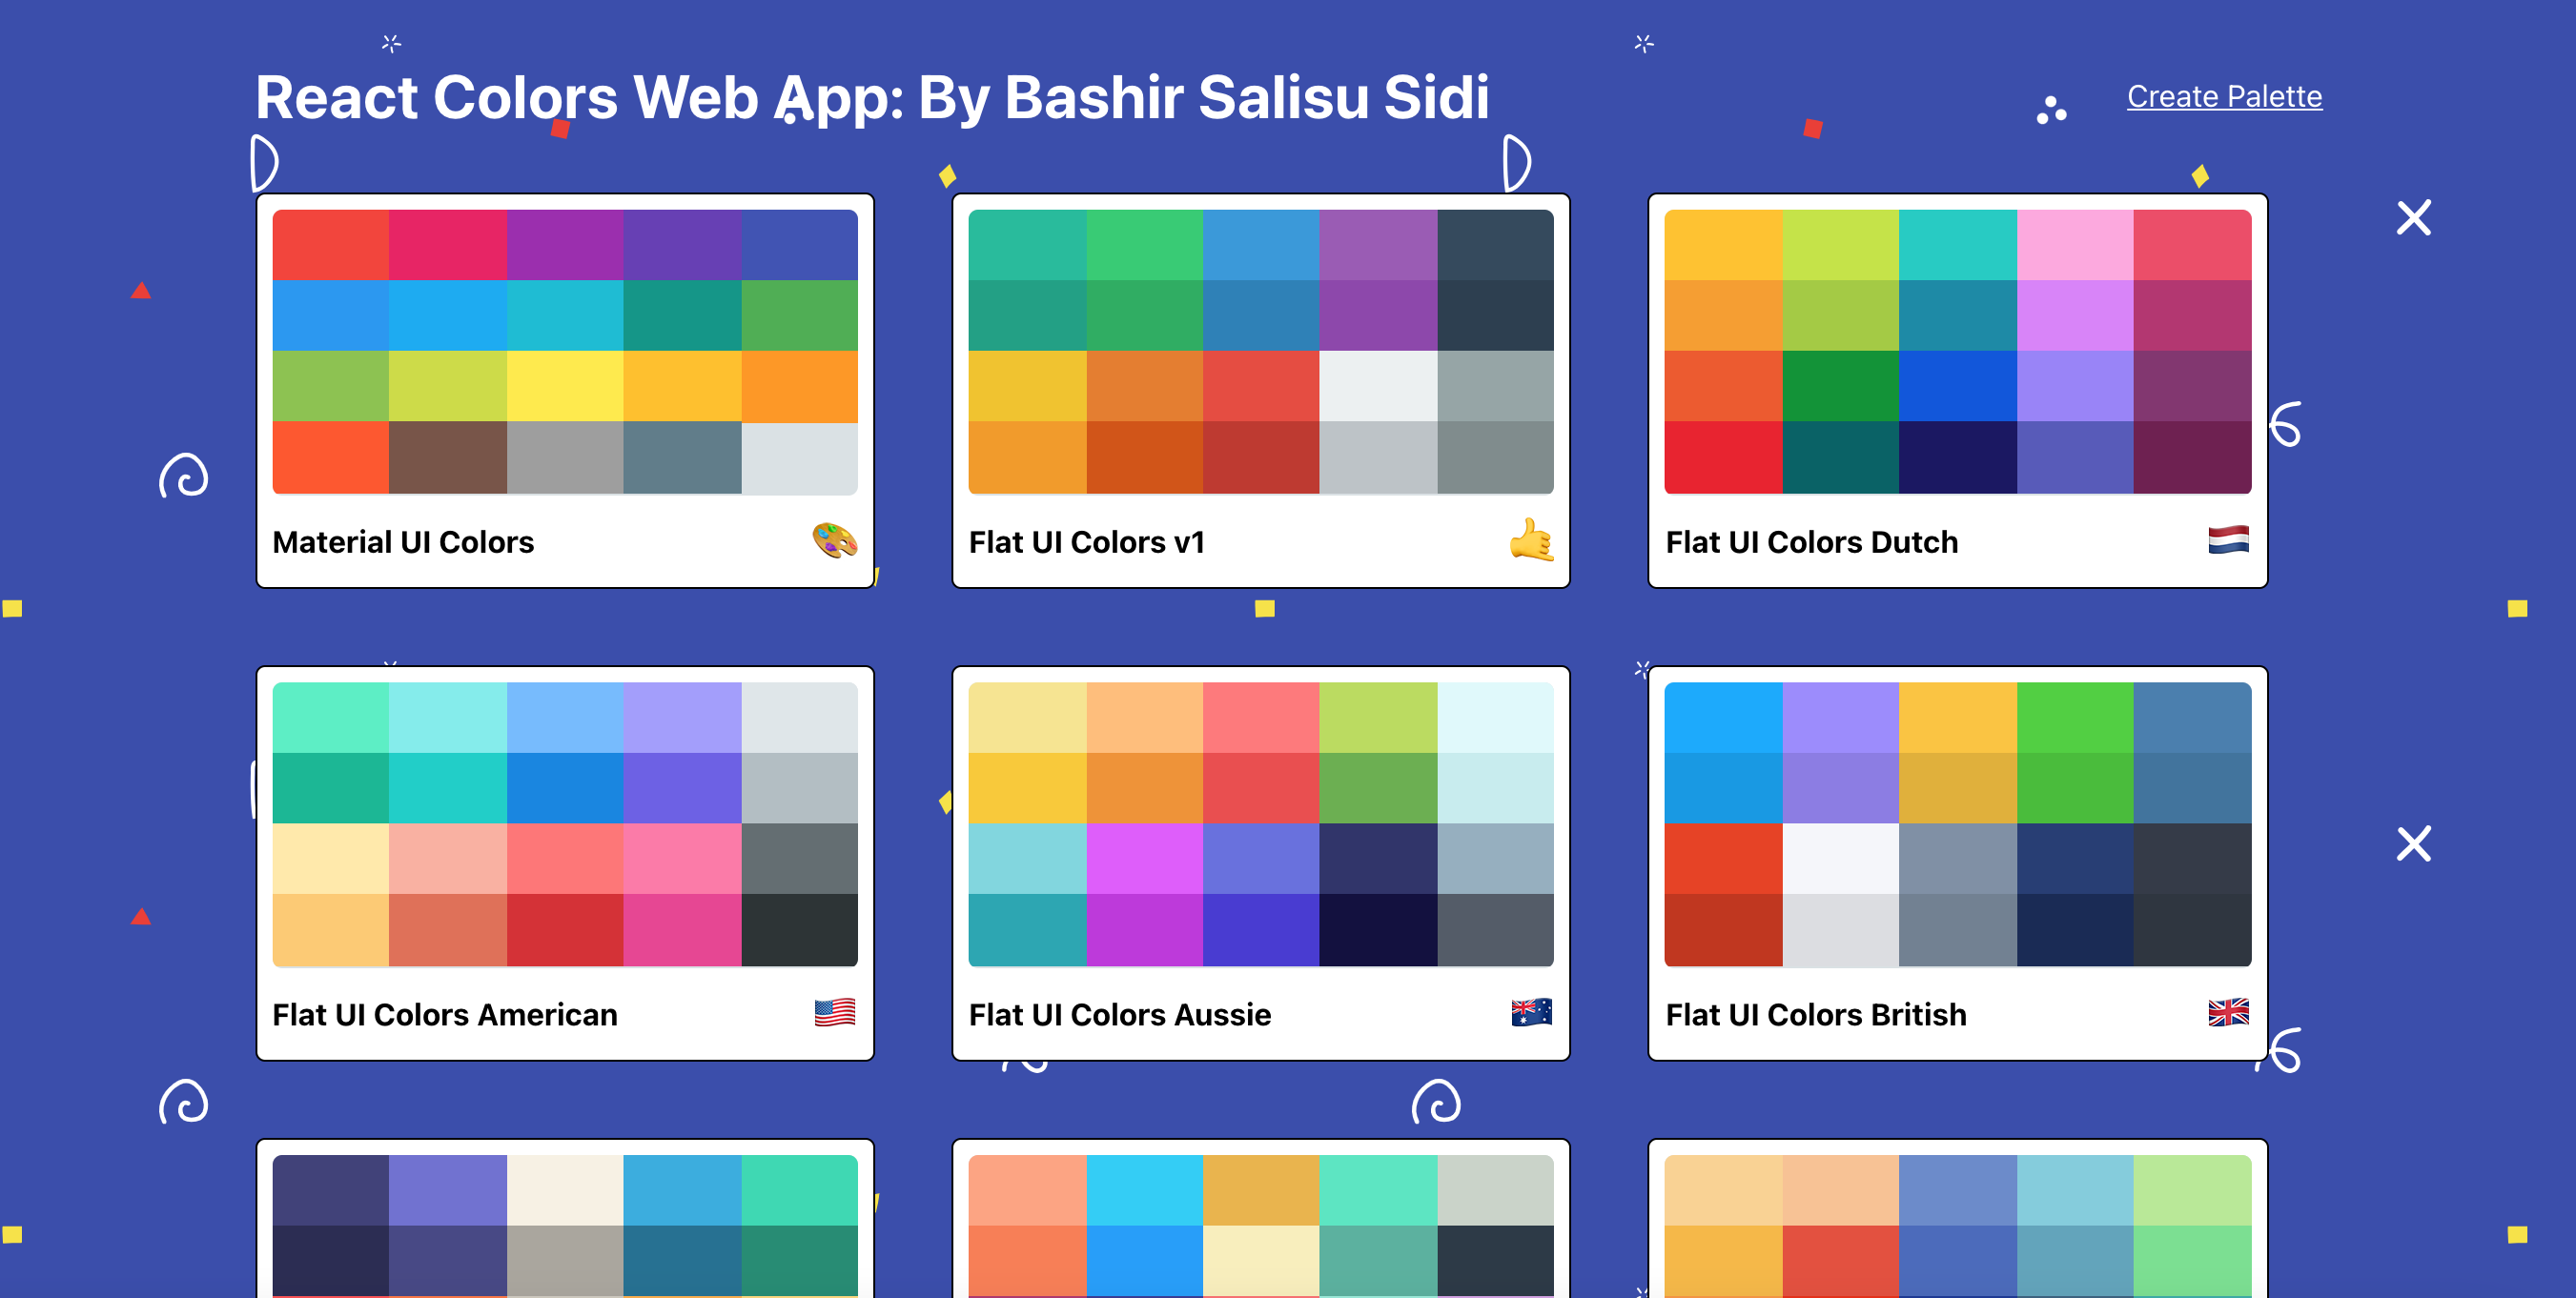 React Colors Web App: By Bashir Salisu Sidi
Create Palette
Material UI Colors
Flat UI Colors v1
Flat UI Colors Dutch
Flat UI Colors American
Flat UI Colors Aussie
Flat UI Colors British